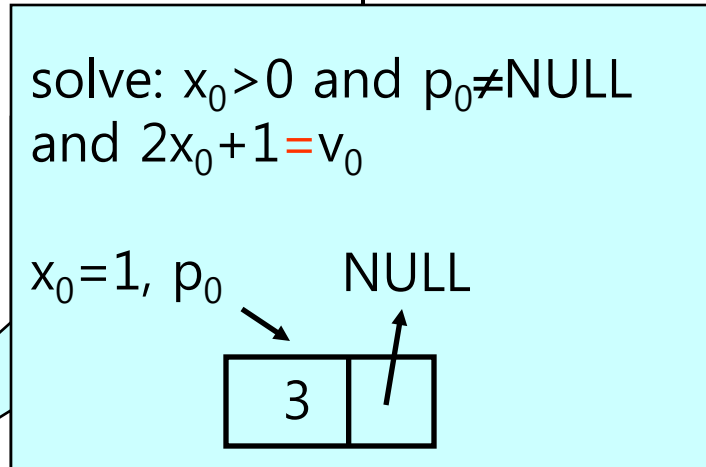 solve: x₀>0 and p₀≠NULL
and 2x₀+1=v₀
x₀=1, p₀ NULL
3